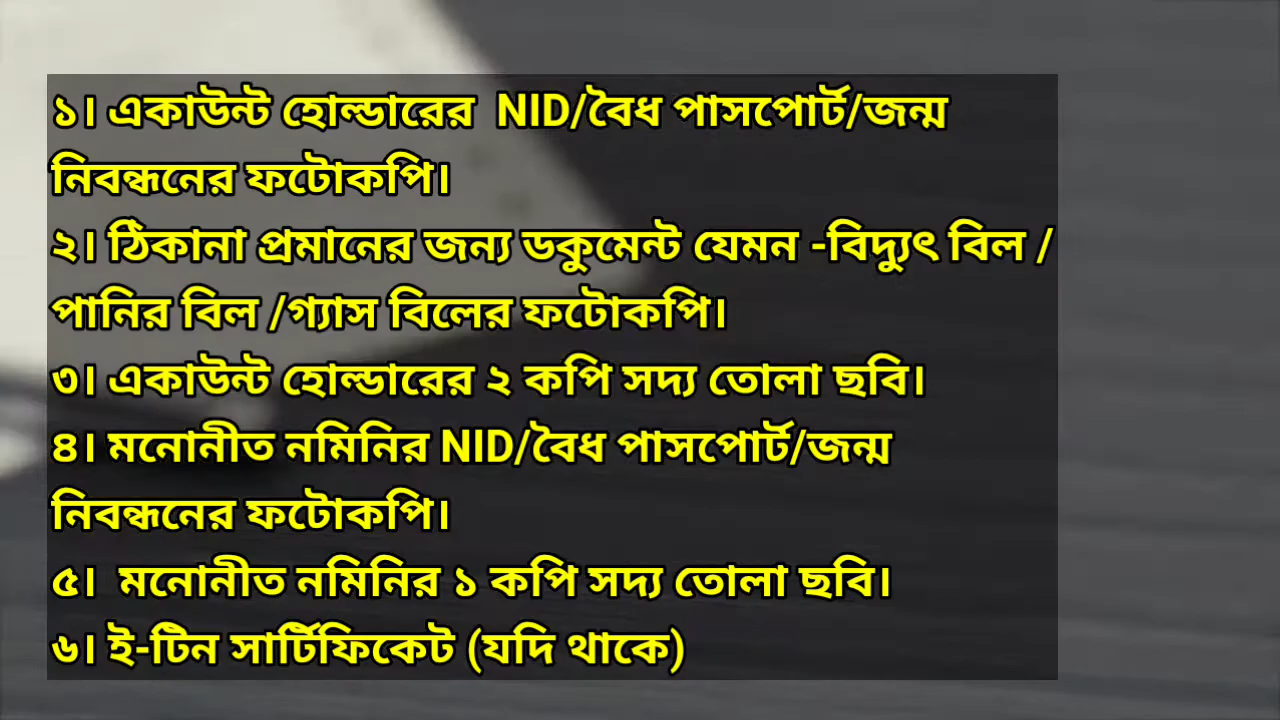 ১। একাউন্ট হোল্ডারের NID/বৈধ পাসপোর্ট/জন্ম
নিবন্ধনের ফটোকপি।
২। ঠিকানা প্রমানের জন্য ডকুমেন্ট যেমন -বিদ্যুৎ বিল /
পানির বিল /গ্যাস বিলের ফটোকপি।
৩। একাউন্ট হোল্ডারের ২ কপি সদ্য তোলা ছবি।
৪। মনোনীত নমিনির NID/বৈধ পাসপোর্ট/জন্ম
নিবন্ধনের ফটোকপি।
৫। মনোনীত নমিনির ১ কপি সদ্য তোলা ছবি।
৬। ই-টিন সার্টিফিকেট (যদি থাকে)